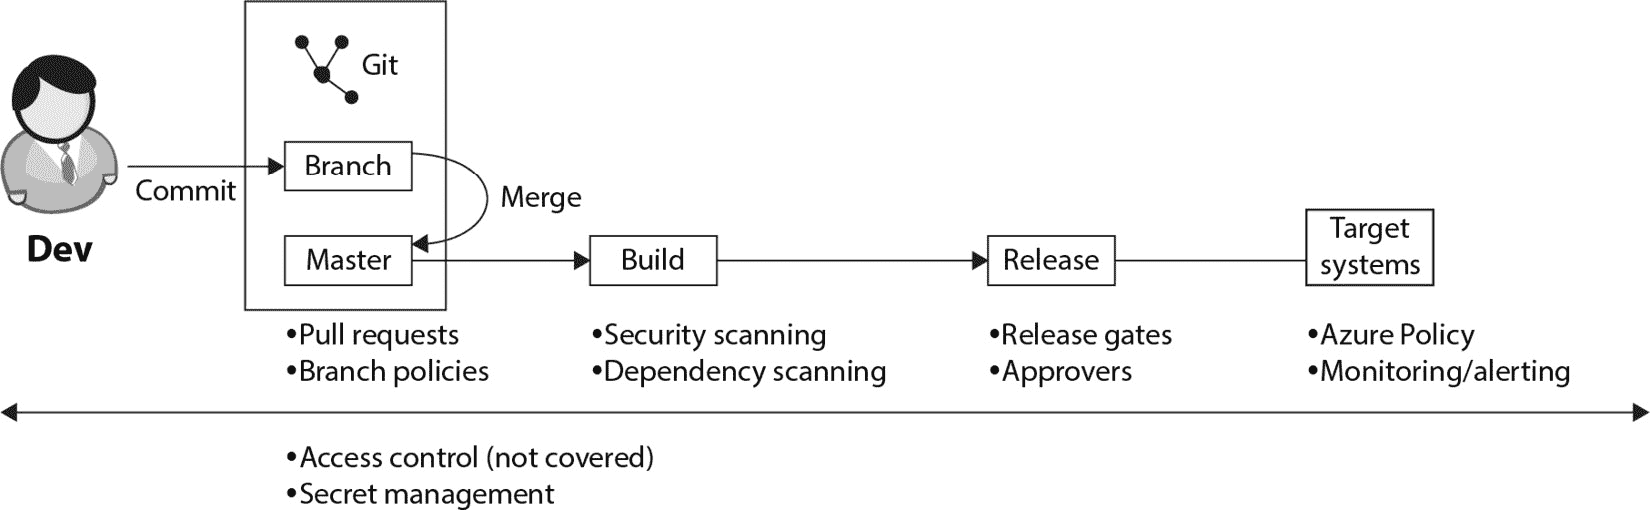 Git
Branch
Commit
Merge
Dev
Master
Build
Release
Target
systems
•Pull requests
•Branch policies
•Security scanning
•Dependency scanning
•Release gates
•Approvers
•Azure Policy
•Monitoring/alerting
•Access control (not covered)
•Secret management